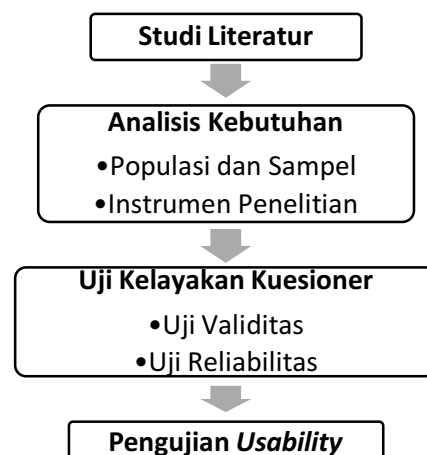 Studi Literatur
Analisis Kebutuhan
•Populasi dan Sampel
•Instrumen Penelitian
Uji Kelayakan Kuesioner
•Uji Validitas
•Uji Reliabilitas
Pengujian Usability